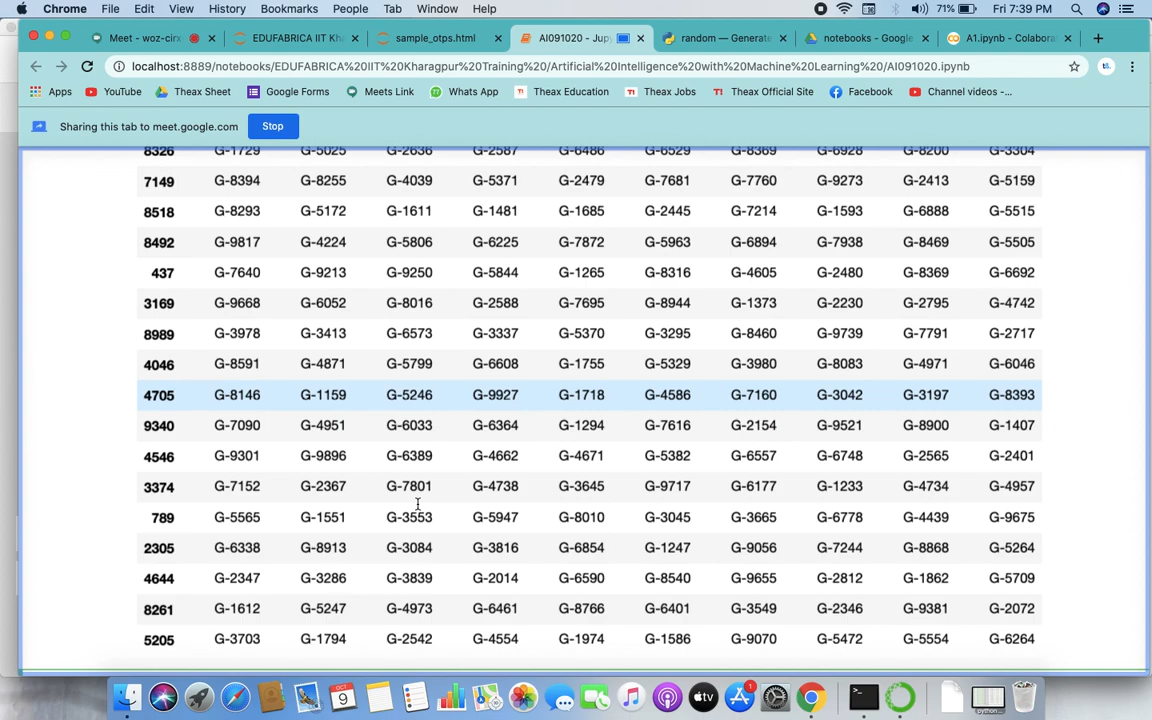 Chrome File Edit View History Bookmarks People Tab Window Help 71% Fri 7:39 PM
Meet - woz-cirx EDUFABRICA IIT Kha sample_otps.html AI091020 - Jup random — Generate notebooks - Google A1.ipynb - Colabora
localhost:8889/notebooks/EDUFABRICA%20IIT%20Kharagpur%20Training%20/Artificial%20Intelligence%20with%20Machine%20Learning%20/AI091020.ipynb
Apps YouTube Theax Sheet Google Forms Meets Link Whats App Theax Education Theax Jobs Theax Official Site Facebook Channel videos -...
Sharing this tab to meet.google.com Stop
8326 G-1729 G-5025 G-2636 G-2587 G-6486 G-6529 G-8369 G-6928 G-8200 G-3304
7149 G-8394 G-8255 G-4039 G-5371 G-2479 G-7681 G-7760 G-9273 G-2413 G-5159
8518 G-8293 G-5172 G-1611 G-1481 G-1685 G-2445 G-7214 G-1593 G-6888 G-5515
8492 G-9817 G-4224 G-5806 G-6225 G-7872 G-5963 G-6894 G-7938 G-8469 G-5505
437 G-7640 G-9213 G-9250 G-5844 G-1265 G-8316 G-4605 G-2480 G-8369 G-6692
3169 G-9668 G-6052 G-8016 G-2588 G-7695 G-8944 G-1373 G-2230 G-2795 G-4742
8989 G-3978 G-3413 G-6573 G-3337 G-5370 G-3295 G-8460 G-9739 G-7791 G-2717
4046 G-8591 G-4871 G-5799 G-6608 G-1755 G-5329 G-3980 G-8083 G-4971 G-6046
4705 G-8146 G-1159 G-5246 G-9927 G-1718 G-4586 G-7160 G-3042 G-3197 G-8393
9340 G-7090 G-4951 G-6033 G-6364 G-1294 G-7616 G-2154 G-9521 G-8900 G-1407
4546 G-9301 G-9896 G-6389 G-4662 G-4671 G-5382 G-6557 G-6748 G-2565 G-2401
3374 G-7152 G-2367 G-7801 G-4738 G-3645 G-9717 G-6177 G-1233 G-4734 G-4957
789 G-5565 G-1551 G-3553 G-5947 G-8010 G-3045 G-3665 G-6778 G-4439 G-9675
2305 G-6338 G-8913 G-3084 G-3816 G-6854 G-1247 G-9056 G-7244 G-8868 G-5264
4644 G-2347 G-3286 G-3839 G-2014 G-6590 G-8540 G-9655 G-2812 G-1862 G-5709
8261 G-1612 G-5247 G-4973 G-6461 G-8766 G-6401 G-3549 G-2346 G-9381 G-2072
5205 G-3703 G-1794 G-2542 G-4554 G-1974 G-1586 G-9070 G-5472 G-5554 G-6264
OCT
9
tv
1